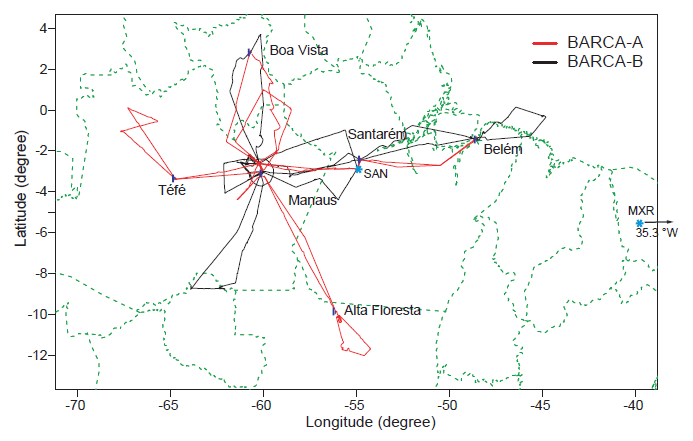 BARCA-A
BARCA-B
Boa Vista
Santarém
Belém
SAN
Téfé
Manaus
MXR
35.3 °W
Alta Floresta
4
2
0
-2
-4
-6
-8
-10
-12
Latitude (degree)
-70 -65 -60 -55 -50 -45 -40
Longitude (degree)